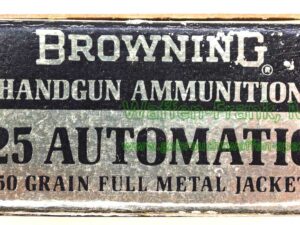 BROWNING®
HANDGUN AMMUNITION
25 AUTOMATIC
50 GRAIN FULL METAL JACKET